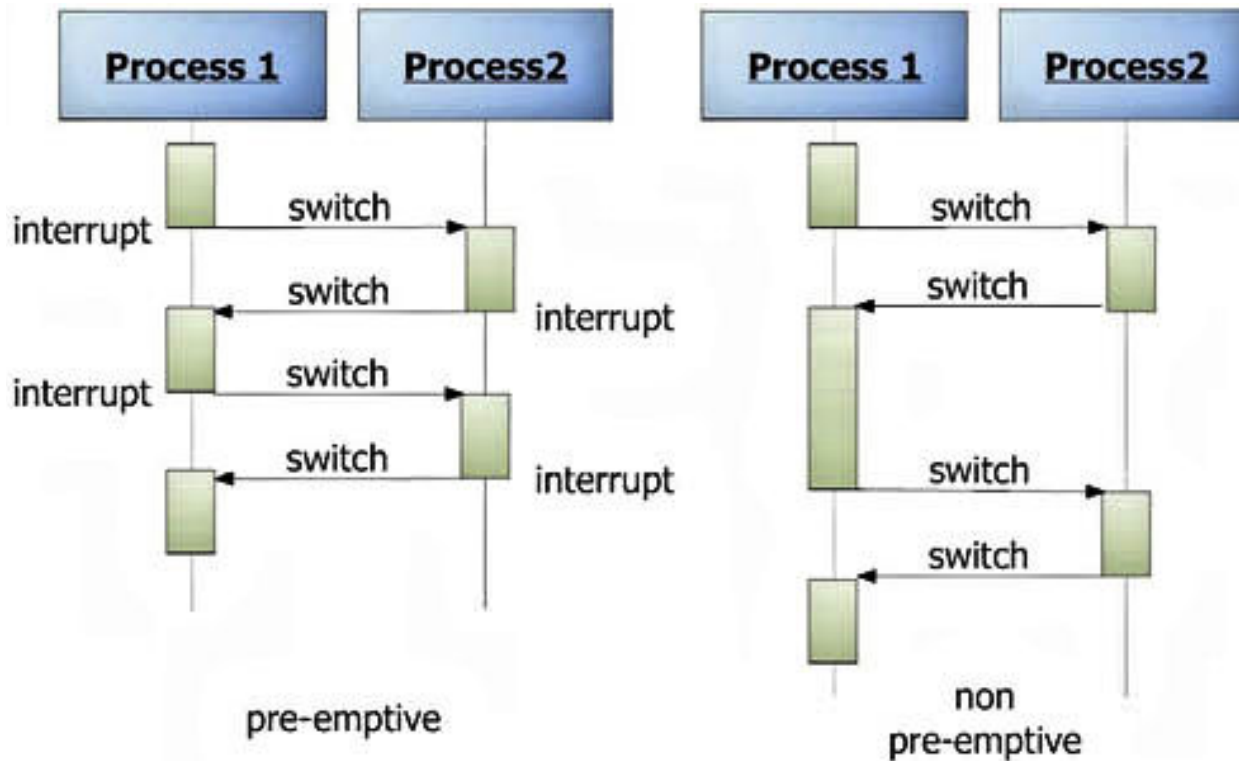 Process 1
Process2
switch
interrupt
switch
interrupt
switch
interrupt
switch
interrupt
pre-emptive
Process 1
Process2
switch
switch
switch
switch
non
pre-emptive